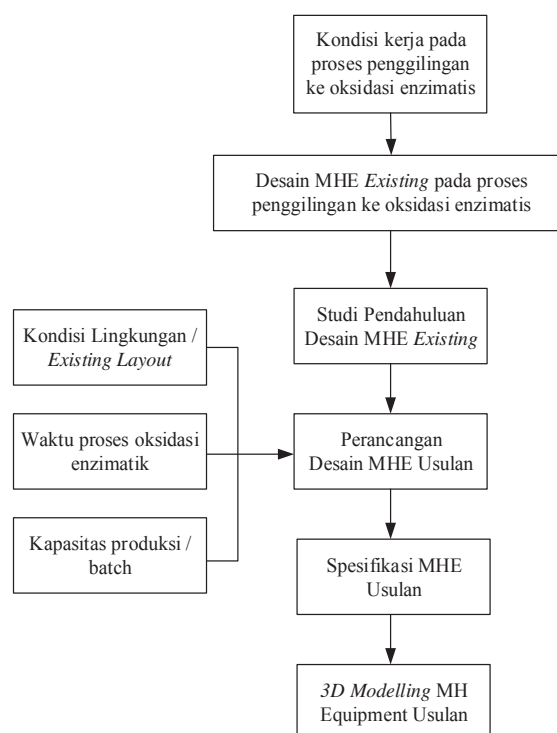 Kondisi kerja pada
proses penggilingan
ke oksidasi enzimatis
Desain MHE Existing pada proses
penggilingan ke oksidasi enzimatis
Studi Pendahuluan
Desain MHE Existing
Kondisi Lingkungan /
Existing Layout
Waktu proses oksidasi
enzimatik
Kapasitas produksi /
batch
Perancangan
Desain MHE Usulan
Spesifikasi MHE
Usulan
3D Modelling MH
Equipment Usulan